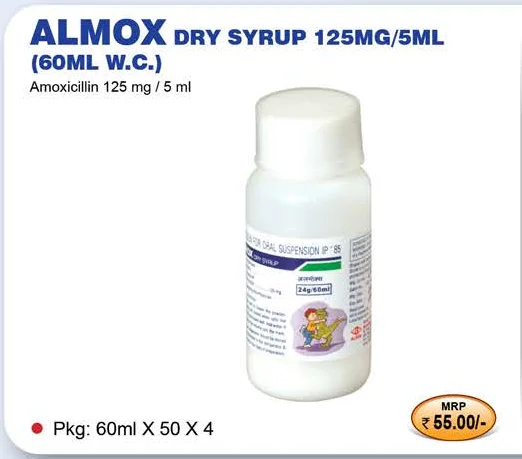 ALMOX DRY SYRUP 125MG/5ML
(60ML W.C.)
Amoxicillin 125 mg / 5 ml
FOR ORAL SUSPENSION IP '85
DRY SYRUP
24g/60ml
Pkg: 60ml X 50 X 4
MRP
₹ 55.00/-